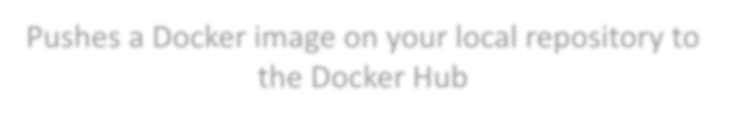 Pushes a Docker image on your local repository to
the Docker Hub